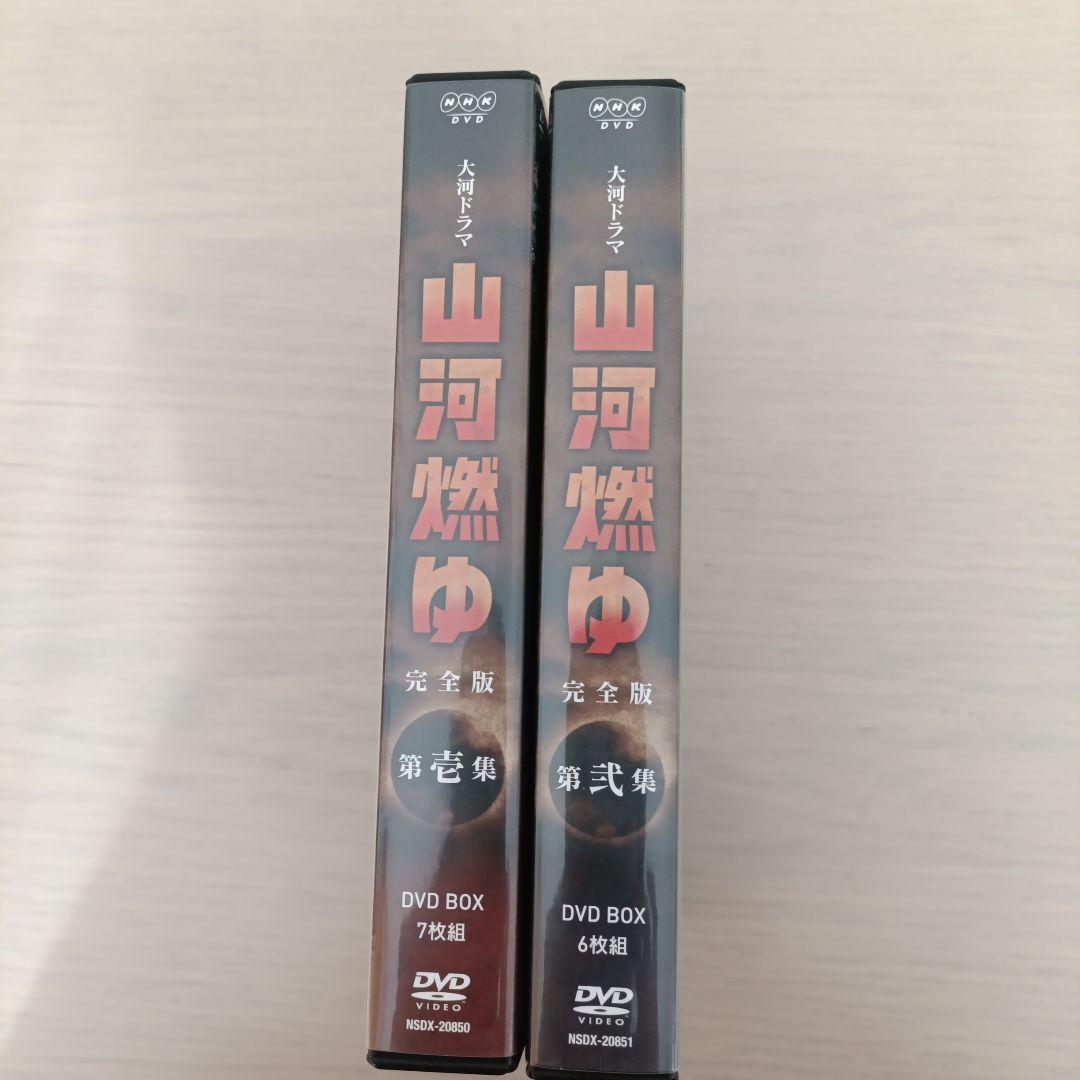 NHK
DVD
大河ドラマ
山河燃ゆ
完全版
第壱集
DVD BOX
7枚組
DVD
VIDEO™
NSDX-20850
NHK
DVD
大河ドラマ
山河燃ゆ
完全版
第弐集
DVD BOX
6枚組
DVD
VIDEO™
NSDX-20851